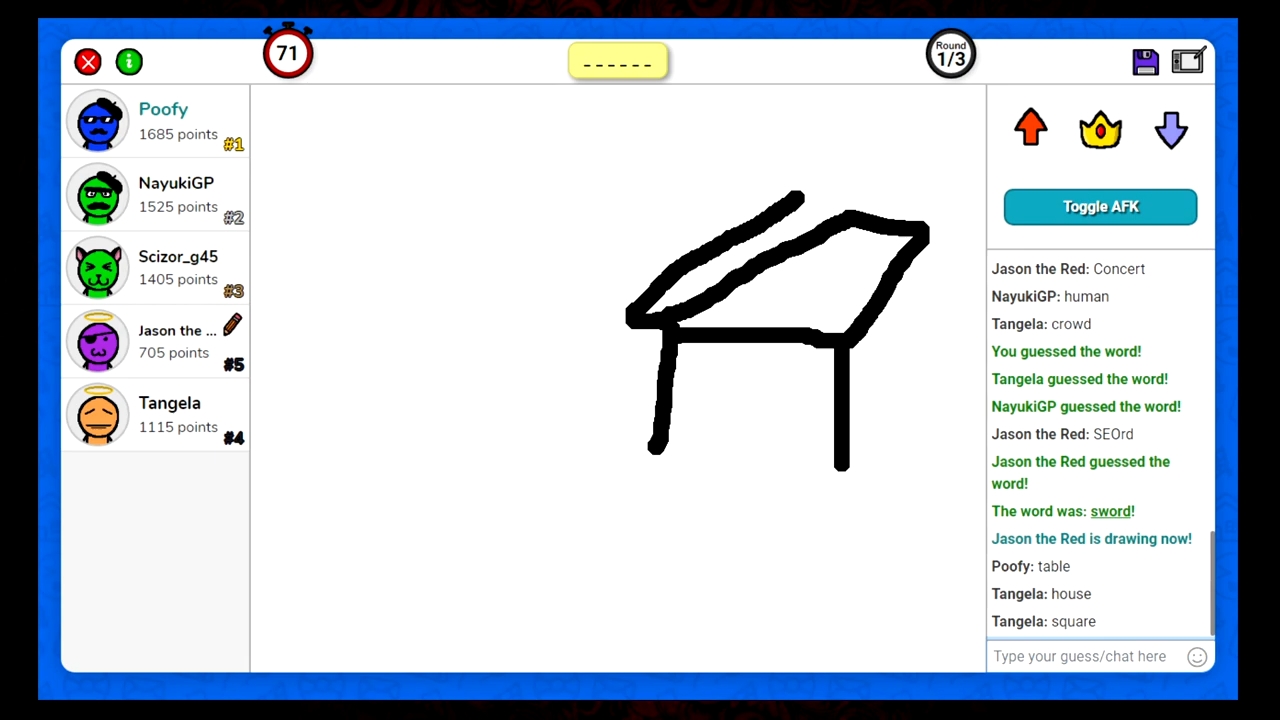 71
_ _ _ _ _ _
Round
1/3
Poofy
1685 points
#1
NayukiGP
1525 points
#2
Scizor_g45
1405 points
#3
Jason the ...
705 points
#5
Tangela
1115 points
#4
Toggle AFK
Jason the Red: Concert
NayukiGP: human
Tangela: crowd
You guessed the word!
Tangela guessed the word!
NayukiGP guessed the word!
Jason the Red: SEOrd
Jason the Red guessed the
word!
The word was: sword!
Jason the Red is drawing now!
Poofy: table
Tangela: house
Tangela: square
Type your guess/chat here